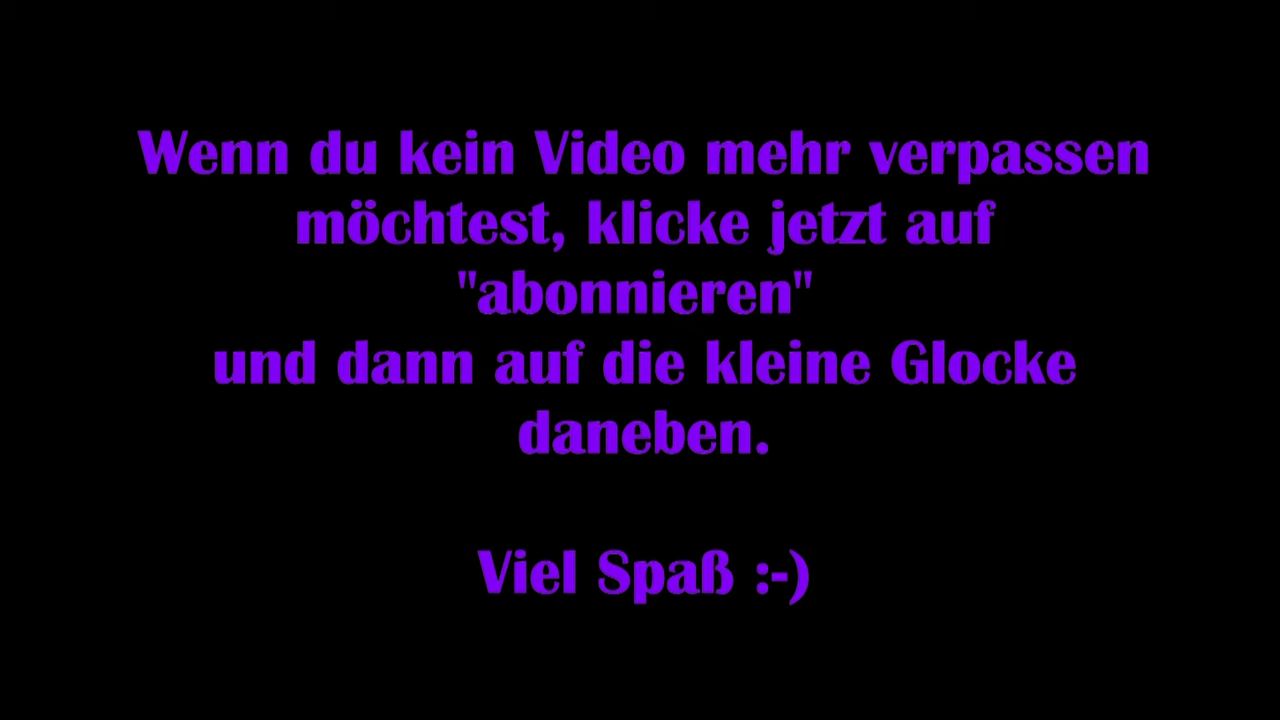 Wenn du kein Video mehr verpassen
möchtest, klicke jetzt auf
"abonnieren"
und dann auf die kleine Glocke
daneben.
Viel Spaß :-)